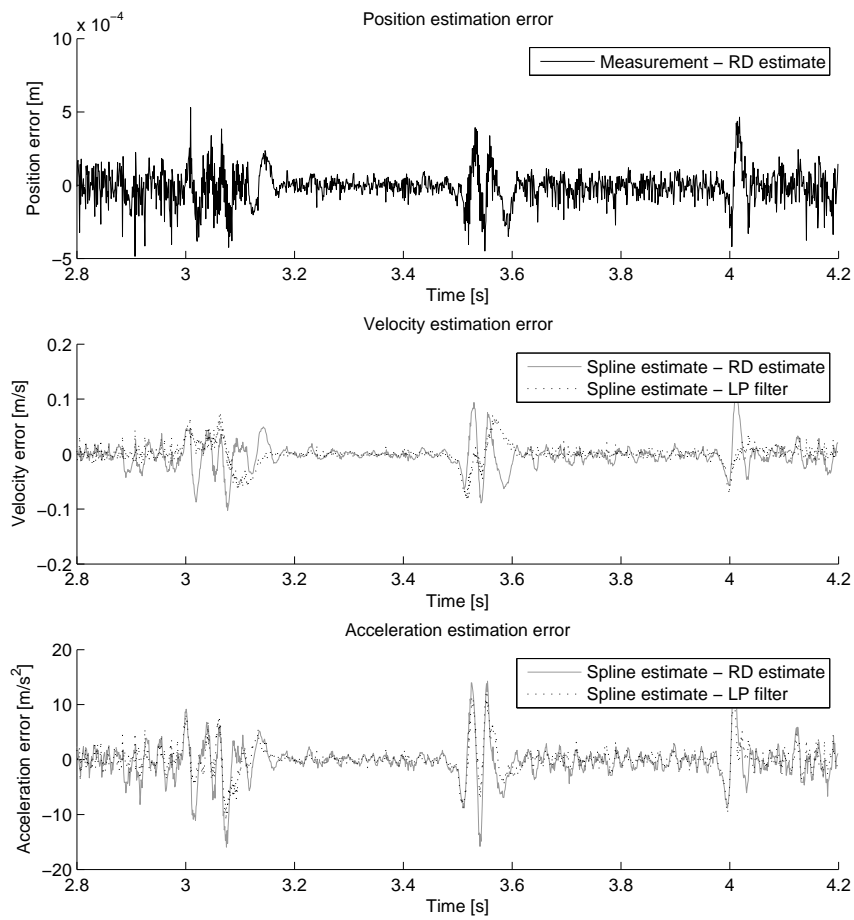 Position estimation error
x 10⁻⁴
Measurement – RD estimate
Position error [m]
10
5
0
−5
2.8 3 3.2 3.4 3.6 3.8 4 4.2
Time [s]
Velocity estimation error
Spline estimate – RD estimate
Spline estimate – LP filter
Velocity error [m/s]
0.2
0.1
0
−0.1
−0.2
2.8 3 3.2 3.4 3.6 3.8 4 4.2
Time [s]
Acceleration estimation error
Spline estimate – RD estimate
Spline estimate – LP filter
Acceleration error [m/s²]
20
10
0
−10
−20
2.8 3 3.2 3.4 3.6 3.8 4 4.2
Time [s]